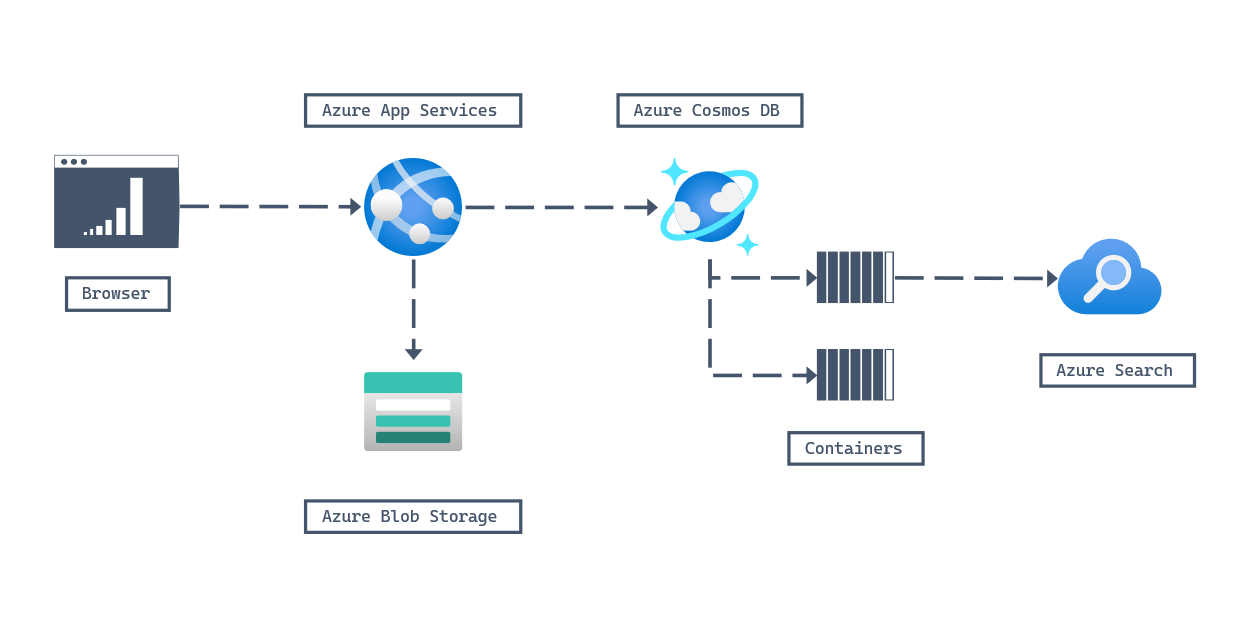 Azure App Services
Azure Cosmos DB
Browser
Azure Search
Containers
Azure Blob Storage